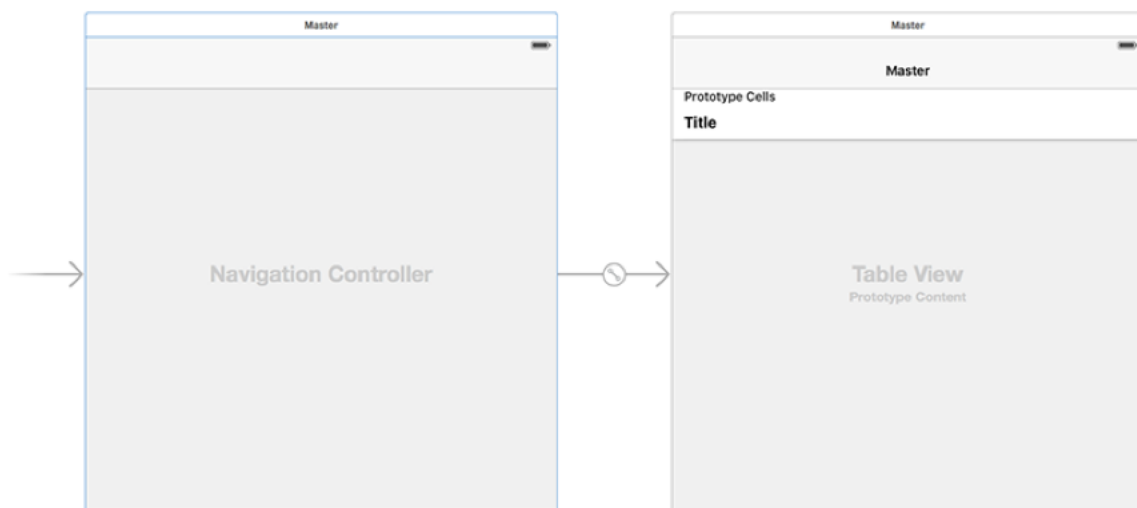 Master
Navigation Controller
Master
Master
Prototype Cells
Title
Table View
Prototype Content